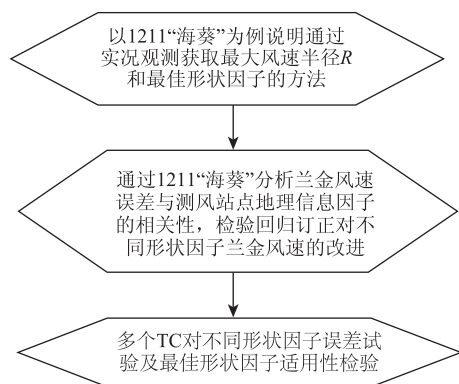 以1211“海葵”为例说明通过
实况观测获取最大风速半径R
和最佳形状因子的方法
通过1211“海葵”分析兰金风速
误差与测风站点地理信息因子
的相关性，检验回归订正对不
同形状因子兰金风速的改进
多个TC对不同形状因子误差试
验及最佳形状因子适用性检验